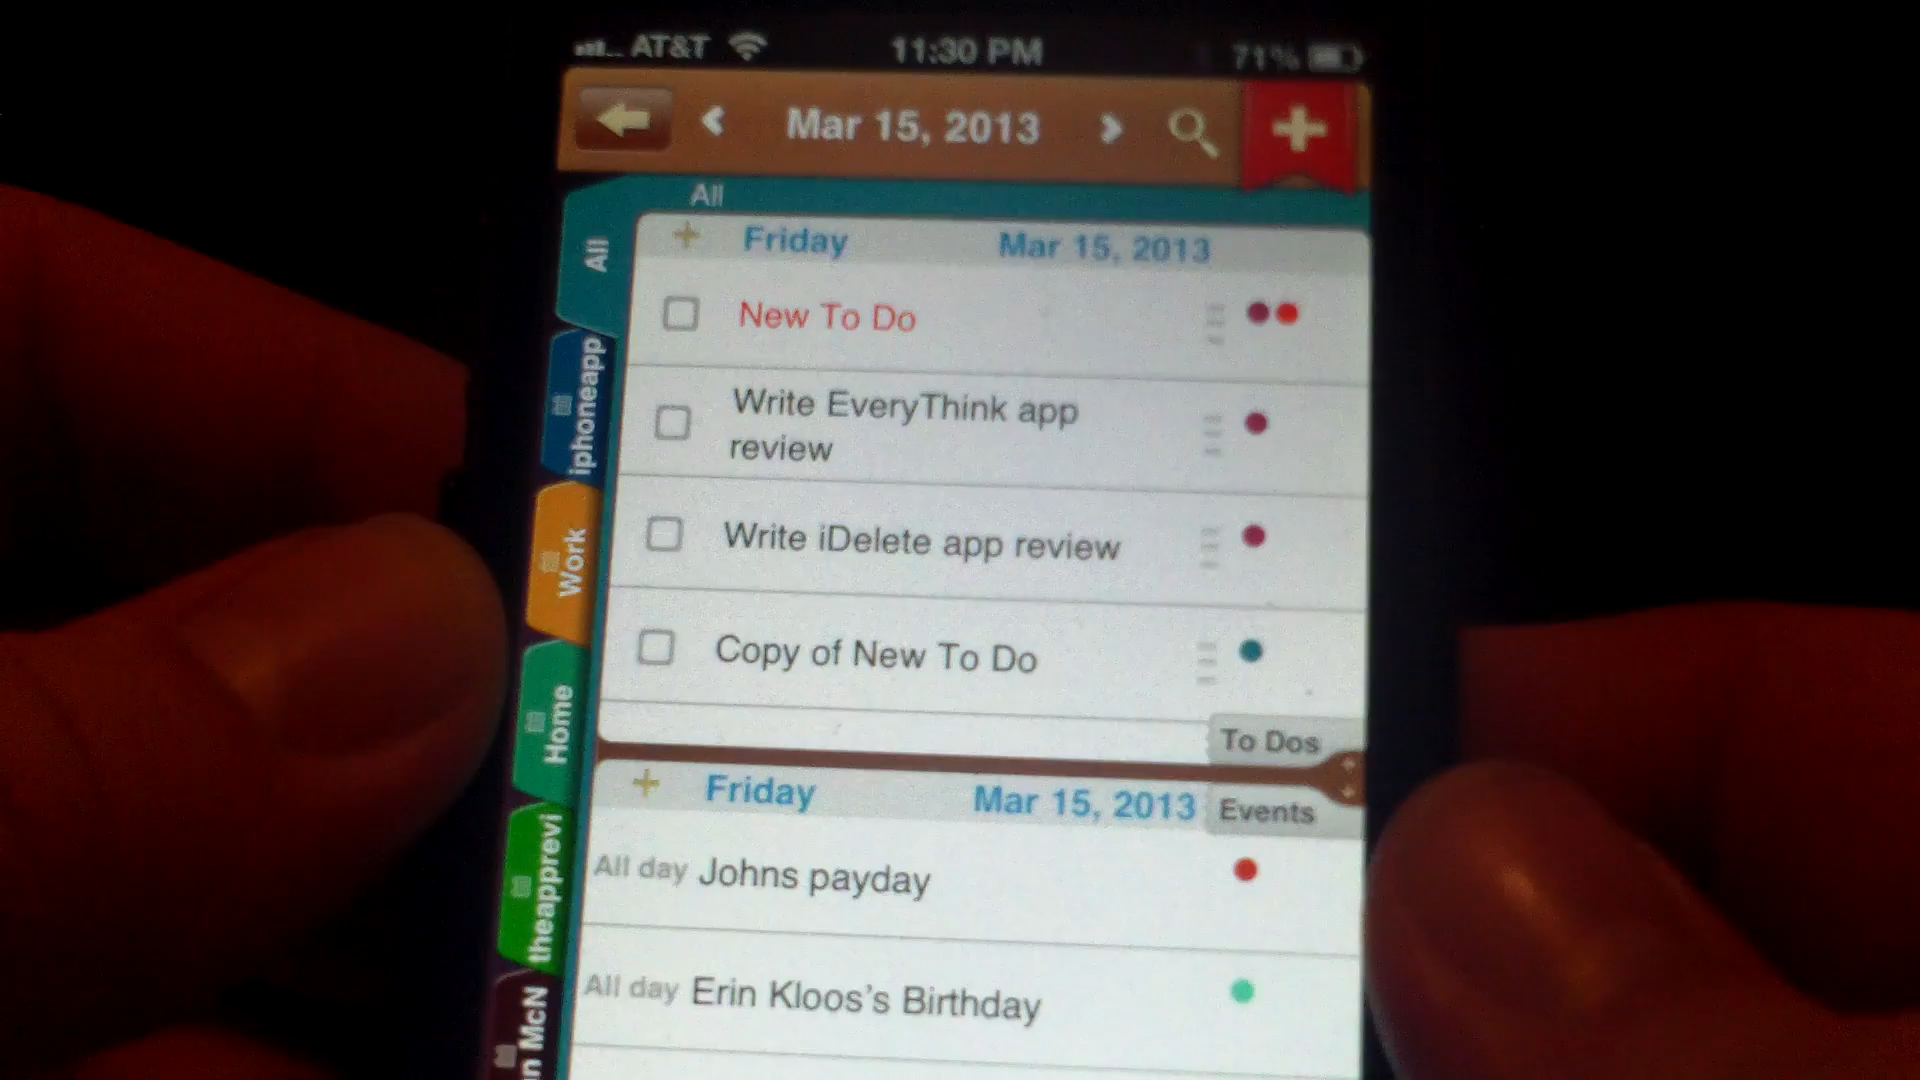 AT&T 11:30 PM 71%
Mar 15, 2013
All
All
Friday Mar 15, 2013
New To Do
iphoneapp
Write EveryThink app
review
Work
Write iDelete app review
Home
Copy of New To Do
To Dos
Friday Mar 15, 2013
Events
theapprevi
All day Johns payday
n McN
All day Erin Kloos's Birthday